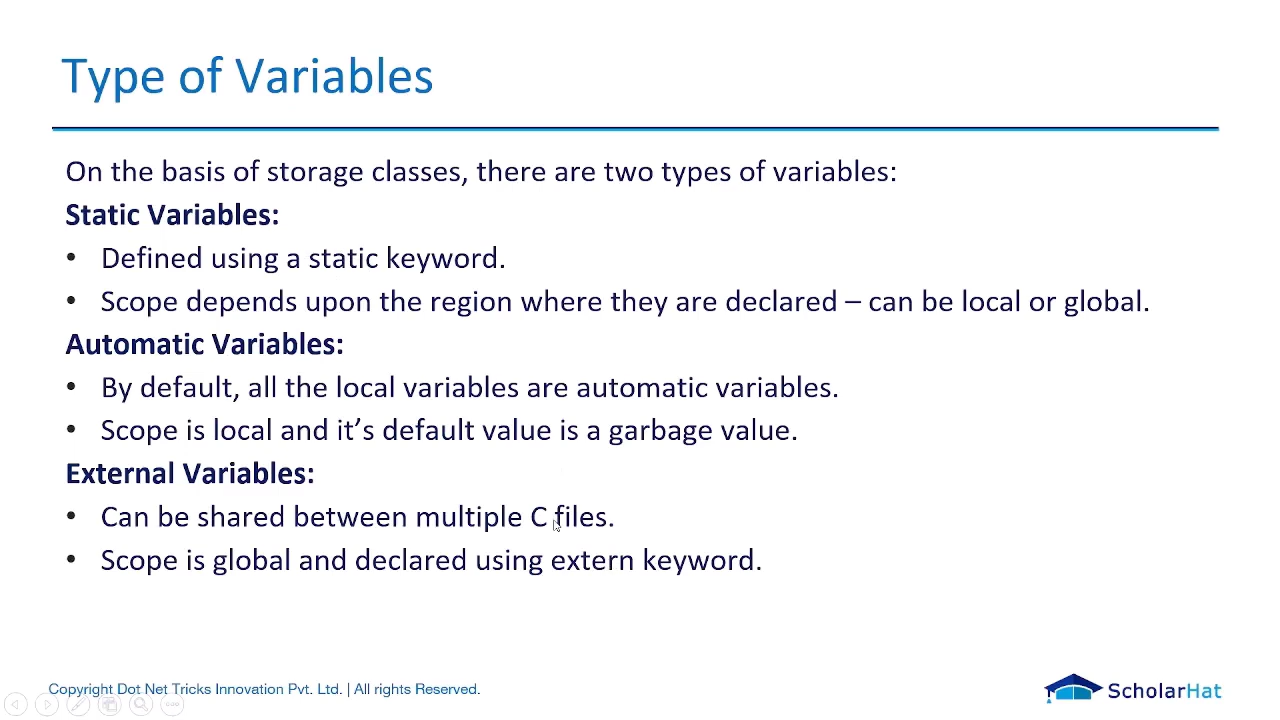 Type of Variables
On the basis of storage classes, there are two types of variables:
Static Variables:
• Defined using a static keyword.
• Scope depends upon the region where they are declared – can be local or global.
Automatic Variables:
• By default, all the local variables are automatic variables.
• Scope is local and it’s default value is a garbage value.
External Variables:
• Can be shared between multiple C files.
• Scope is global and declared using extern keyword.
Copyright Dot Net Tricks Innovation Pvt. Ltd. | All rights Reserved.
ScholarHat